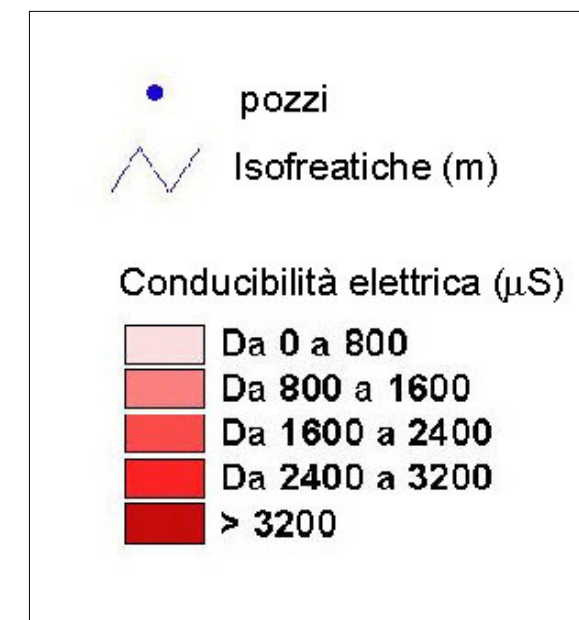 pozzi
Isofreatiche (m)
Conducibilità elettrica (μS)
Da 0 a 800
Da 800 a 1600
Da 1600 a 2400
Da 2400 a 3200
> 3200